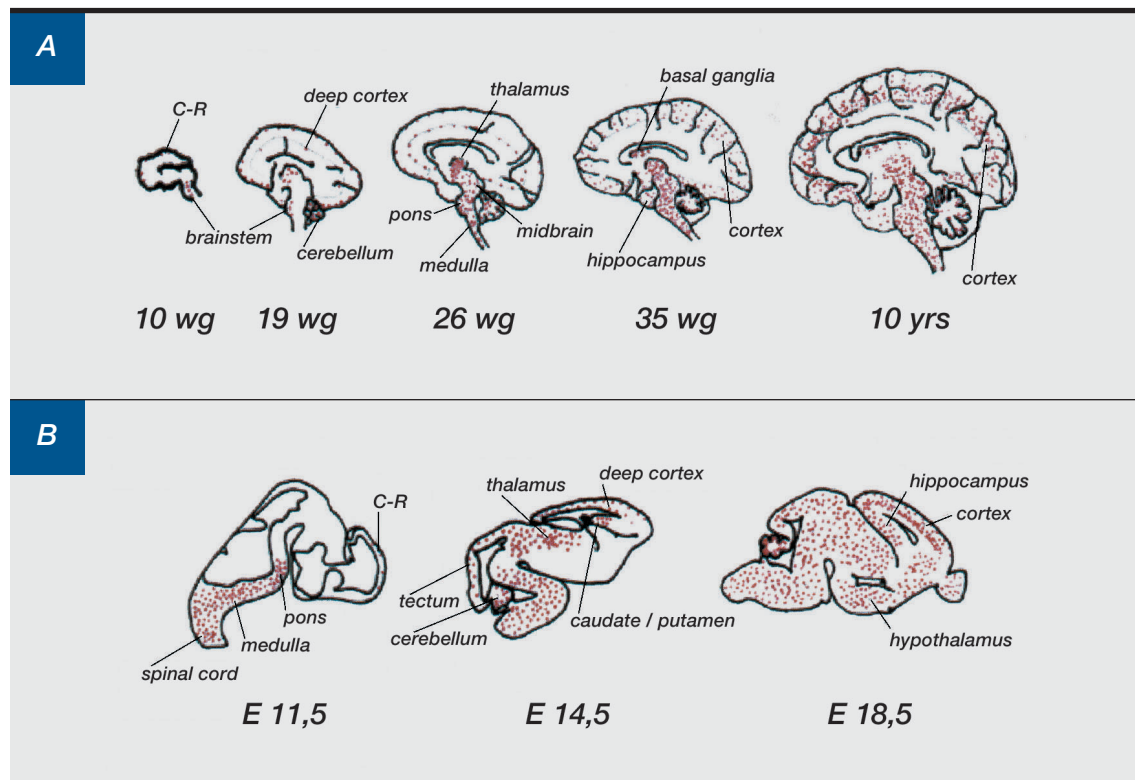 A
C-R
deep cortex
thalamus
basal ganglia
brainstem
cerebellum
pons
medulla
midbrain
hippocampus
cortex
cortex
10 wg
19 wg
26 wg
35 wg
10 yrs
B
C-R
pons
medulla
spinal cord
thalamus
deep cortex
tectum
cerebellum
caudate / putamen
hippocampus
cortex
hypothalamus
E 11,5
E 14,5
E 18,5